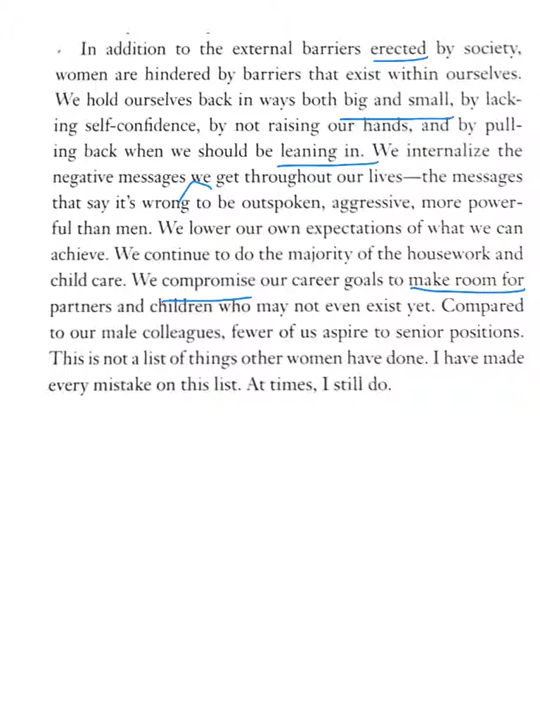 In addition to the external barriers erected by society,
women are hindered by barriers that exist within ourselves.
We hold ourselves back in ways both big and small, by lack-
ing self-confidence, by not raising our hands, and by pull-
ing back when we should be leaning in. We internalize the
negative messages we get throughout our lives—the messages
that say it's wrong to be outspoken, aggressive, more power-
ful than men. We lower our own expectations of what we can
achieve. We continue to do the majority of the housework and
child care. We compromise our career goals to make room for
partners and children who may not even exist yet. Compared
to our male colleagues, fewer of us aspire to senior positions.
This is not a list of things other women have done. I have made
every mistake on this list. At times, I still do.